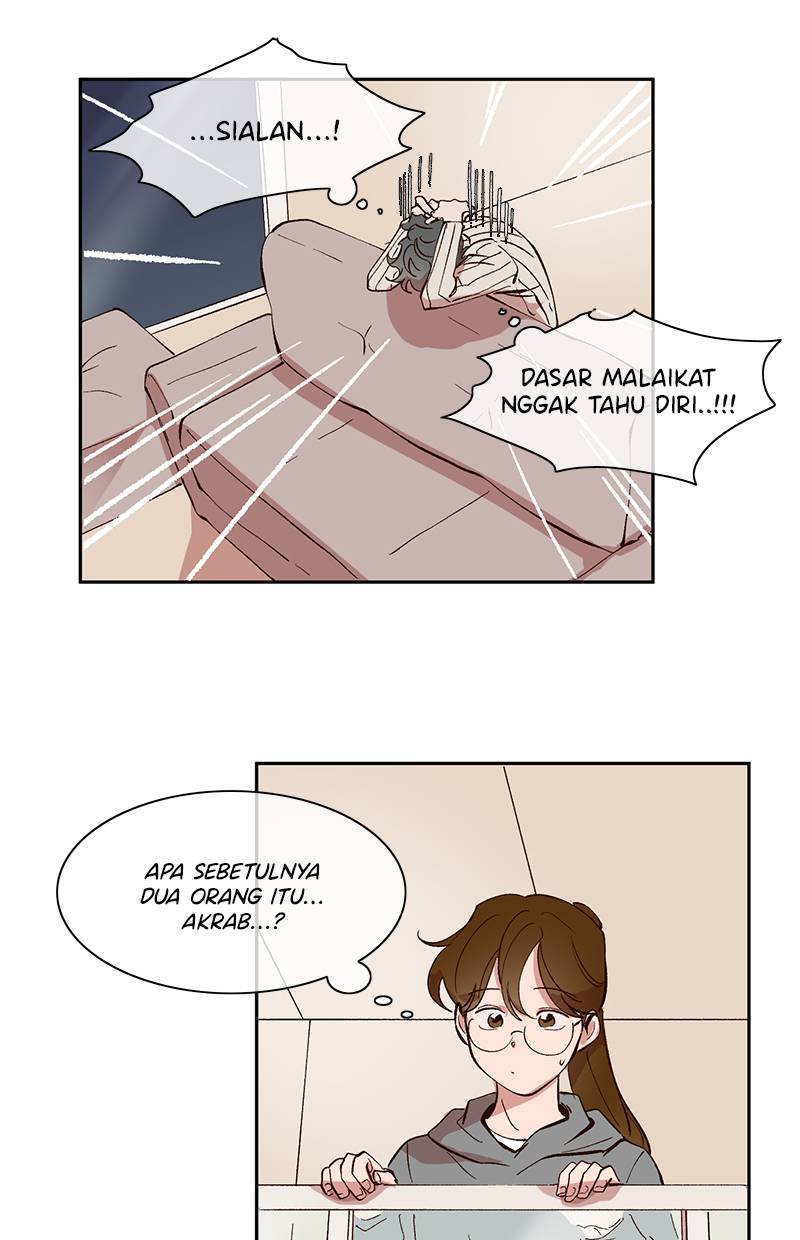 ...SIALAN...!
DASAR MALAIKAT
NGGAK TAHU DIRI..!!!
APA SEBETULNYA
DUA ORANG ITU...
AKRAB...?